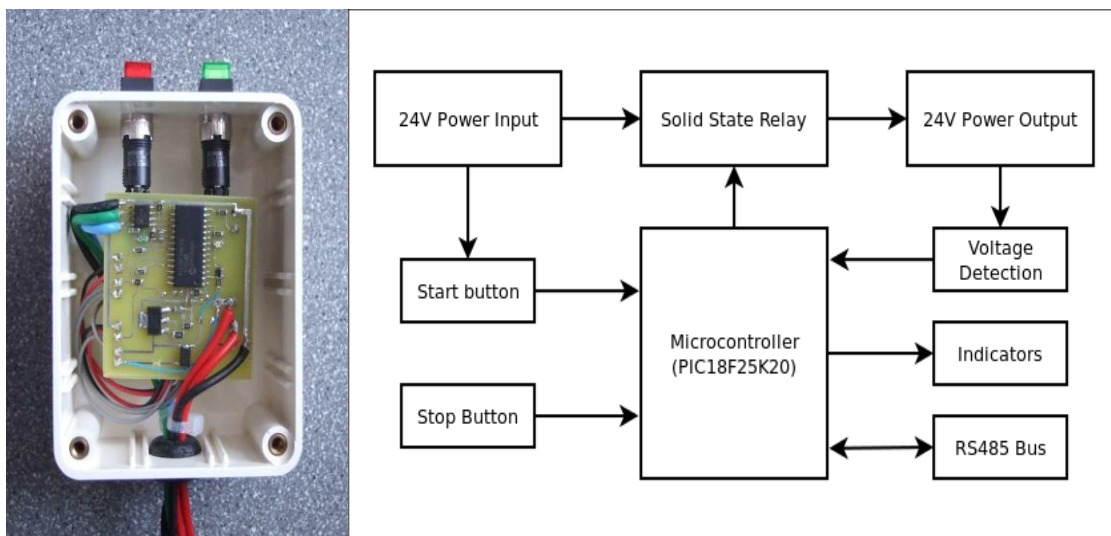 24V Power Input
Solid State Relay
24V Power Output
Start button
Stop Button
Microcontroller
(PIC18F25K20)
Voltage
Detection
Indicators
RS485 Bus